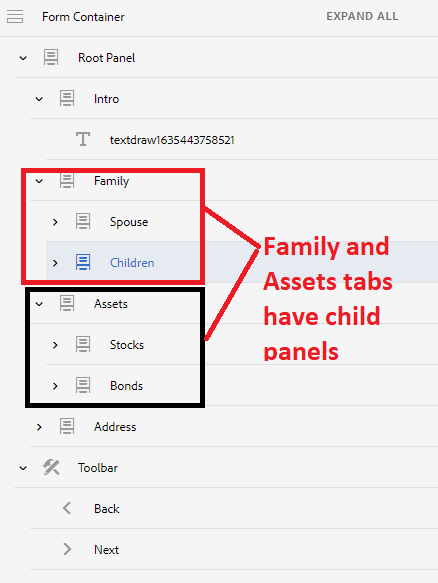 Form Container
EXPAND ALL
Root Panel
Intro
textdraw1635443758521
Family
Spouse
Children
Assets
Stocks
Bonds
Address
Toolbar
Back
Next
Family and
Assets tabs
have child
panels